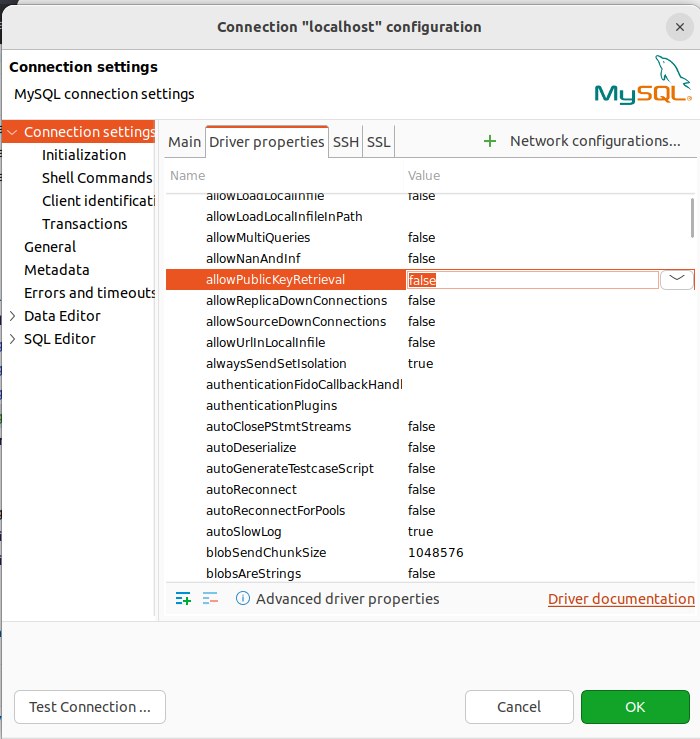 Connection "localhost" configuration
Connection settings
MySQL connection settings
MySQL
Connection settings
Initialization
Shell Commands
Client identificati
Transactions
General
Metadata
Errors and timeouts
Data Editor
SQL Editor
Main Driver properties SSH SSL Network configurations...
Name Value
allowLoadLocalInfile false
allowLoadLocalInfileInPath
allowMultiQueries false
allowNanAndInf false
allowPublicKeyRetrieval false
allowReplicaDownConnections false
allowSourceDownConnections false
allowUrlInLocalInfile false
alwaysSendSetIsolation true
authenticationFidoCallbackHandl
authenticationPlugins
autoClosePStmtStreams false
autoDeserialize false
autoGenerateTestcaseScript false
autoReconnect false
autoReconnectForPools false
autoSlowLog true
blobSendChunkSize 1048576
blobsAreStrings false
Advanced driver properties Driver documentation
Test Connection ... Cancel OK